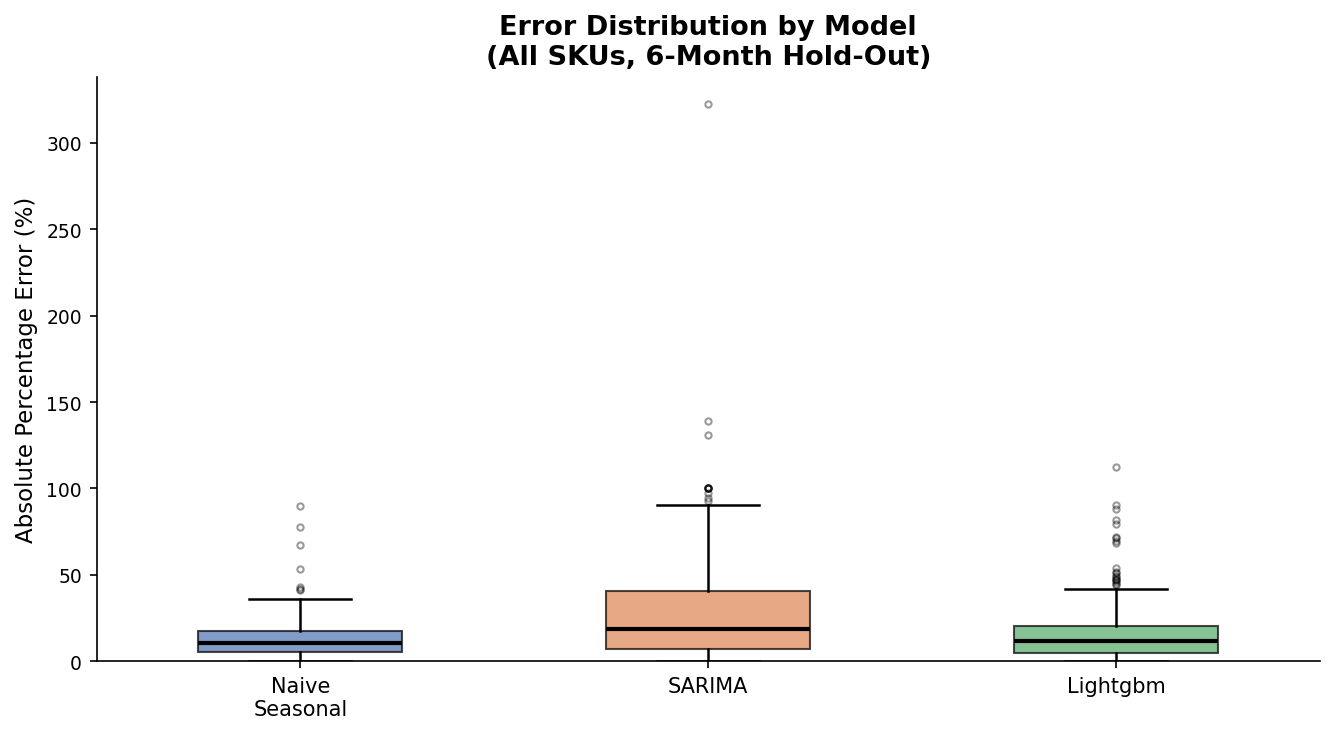 Error Distribution by Model
(All SKUs, 6-Month Hold-Out)
Absolute Percentage Error (%)
300
250
200
150
100
50
0
Naive
Seasonal
SARIMA
Lightgbm